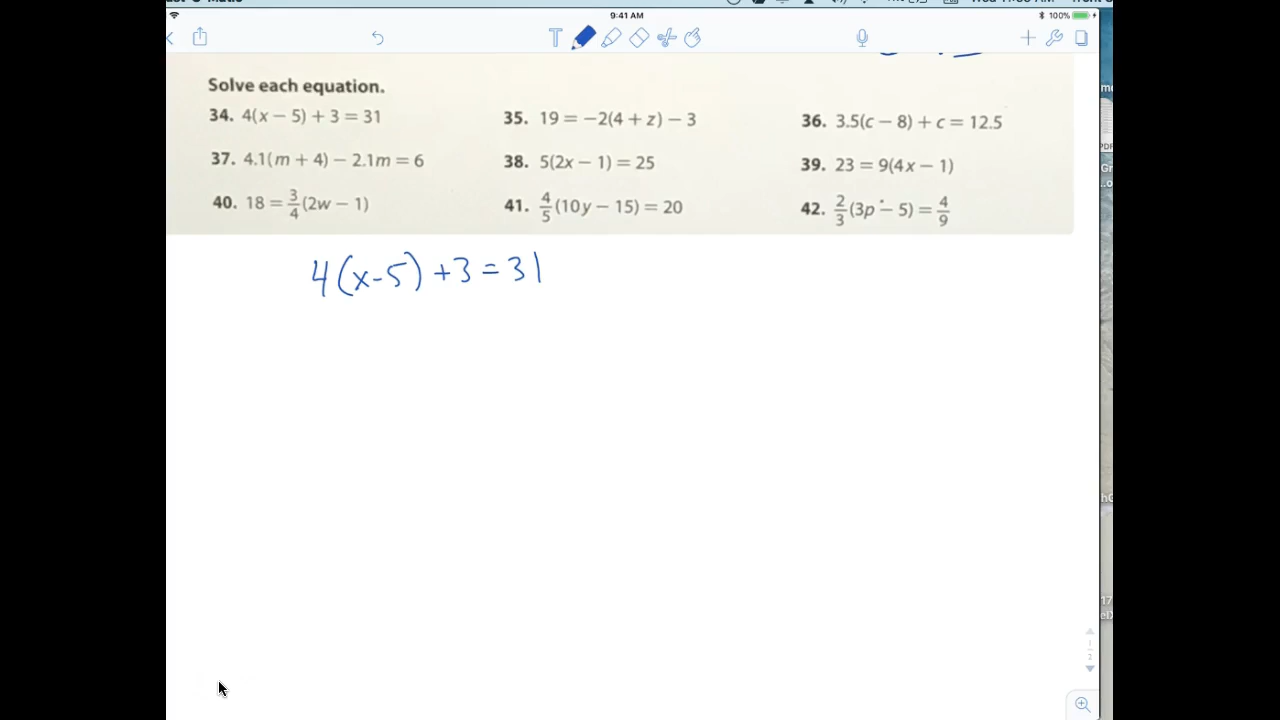 9:41 AM
100%
Solve each equation.
34. 4(x − 5) + 3 = 31 35. 19 = −2(4 + z) − 3 36. 3.5(c − 8) + c = 12.5
37. 4.1(m + 4) − 2.1m = 6 38. 5(2x − 1) = 25 39. 23 = 9(4x − 1)
40. 18 = 3/4(2w − 1) 41. 4/5(10y − 15) = 20 42. 2/3(3p − 5) = 4/9
4(x-5) +3 = 31